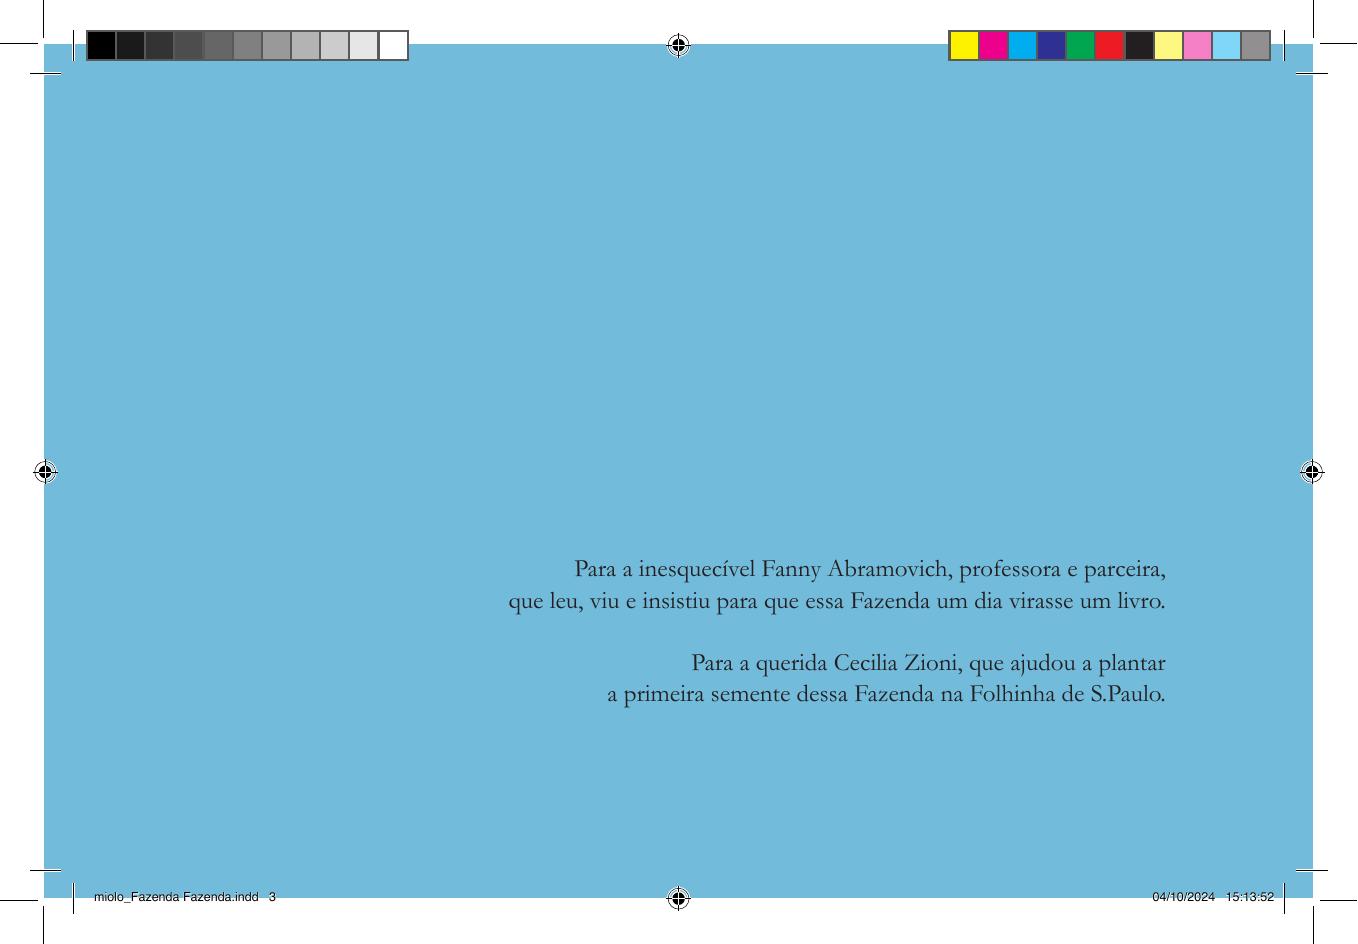 Para a inesquecível Fanny Abramovich, professora e parceira,
que leu, viu e insistiu para que essa Fazenda um dia virasse um livro.
Para a querida Cecilia Zioni, que ajudou a plantar
a primeira semente dessa Fazenda na Folhinha de S.Paulo.
miolo_Fazenda Fazenda.indd 3
04/10/2024 15:13:52